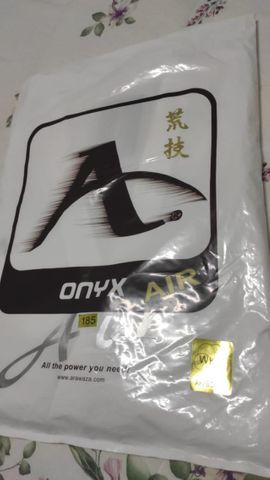 荒技
ONYX AIR
185
All the power you need
www.arawaza.com